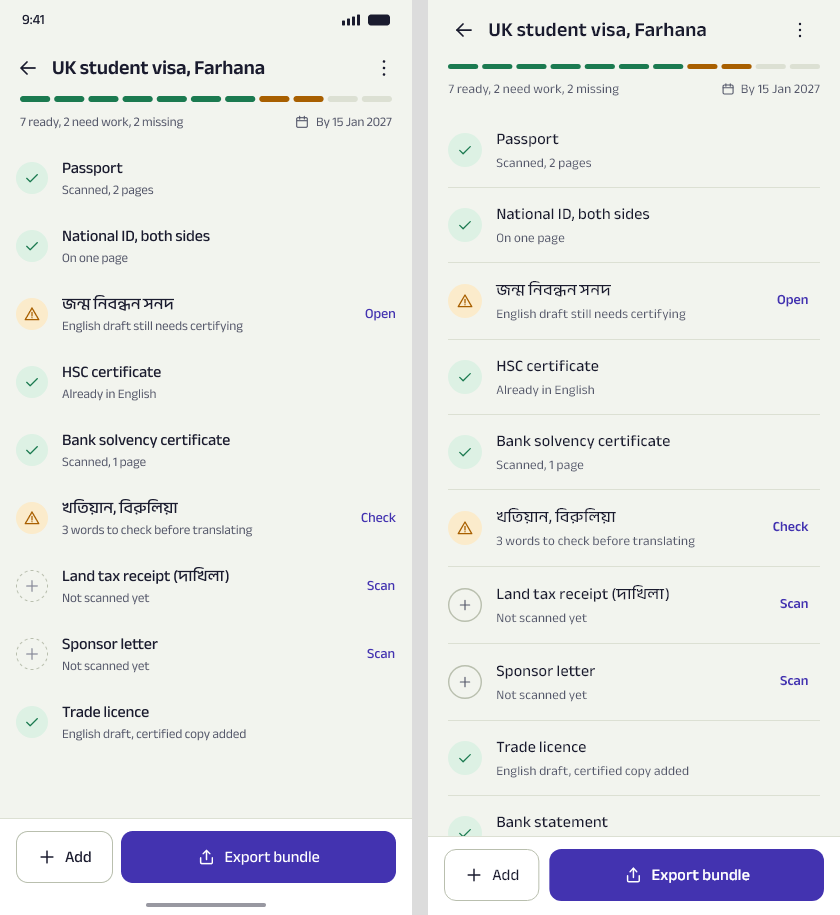 9:41
UK student visa, Farhana
7 ready, 2 need work, 2 missing
By 15 Jan 2027
Passport
Scanned, 2 pages
National ID, both sides
On one page
জন্ম নিবন্ধন সনদ
English draft still needs certifying
Open
HSC certificate
Already in English
Bank solvency certificate
Scanned, 1 page
খতিয়ান, বিরুলিয়া
3 words to check before translating
Check
Land tax receipt (দাখিলা)
Not scanned yet
Scan
Sponsor letter
Not scanned yet
Scan
Trade licence
English draft, certified copy added
Add
Export bundle
UK student visa, Farhana
7 ready, 2 need work, 2 missing
By 15 Jan 2027
Passport
Scanned, 2 pages
National ID, both sides
On one page
জন্ম নিবন্ধন সনদ
English draft still needs certifying
Open
HSC certificate
Already in English
Bank solvency certificate
Scanned, 1 page
খতিয়ান, বিরুলিয়া
3 words to check before translating
Check
Land tax receipt (দাখিলা)
Not scanned yet
Scan
Sponsor letter
Not scanned yet
Scan
Trade licence
English draft, certified copy added
Bank statement
Add
Export bundle